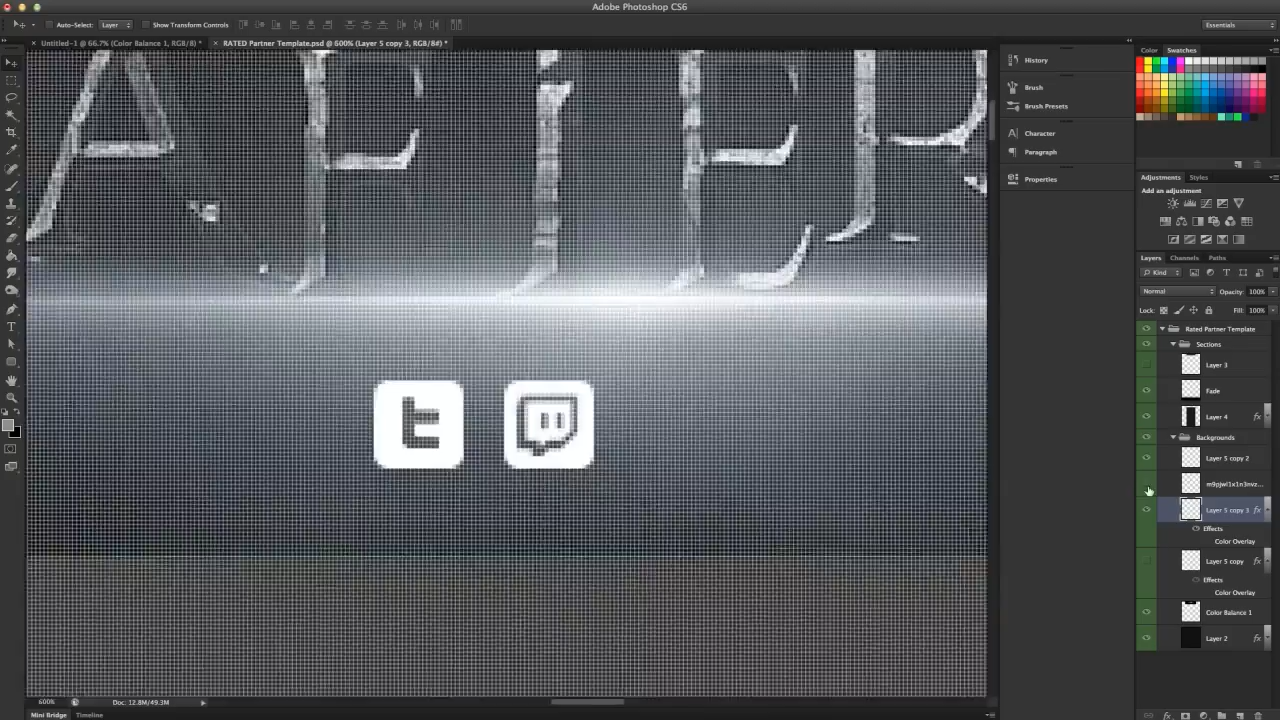 Adobe Photoshop CS6
Auto-Select: Layer Show Transform Controls Essentials
Untitled-1 @ 66.7% (Color Balance 1, RGB/8) * RATED Partner Template.psd @ 600% (Layer 5 copy 3, RGB/8#) *
History
Brush
Brush Presets
Character
Paragraph
Properties
Color Swatches
Adjustments Styles
Add an adjustment
Layers Channels Paths
Kind
Normal Opacity: 100%
Lock: Fill: 100%
Rated Partner Template
Sections
Layer 3
Fade
Layer 4 fx
Backgrounds
Layer 5 copy 2
Layer 5 copy 3 fx
Effects
Color Overlay
Layer 5 copy fx
Effects
Color Overlay
Color Balance 1
Layer 2 fx
t
600% Doc: 12.8M/49.3M
Mini Bridge Timeline